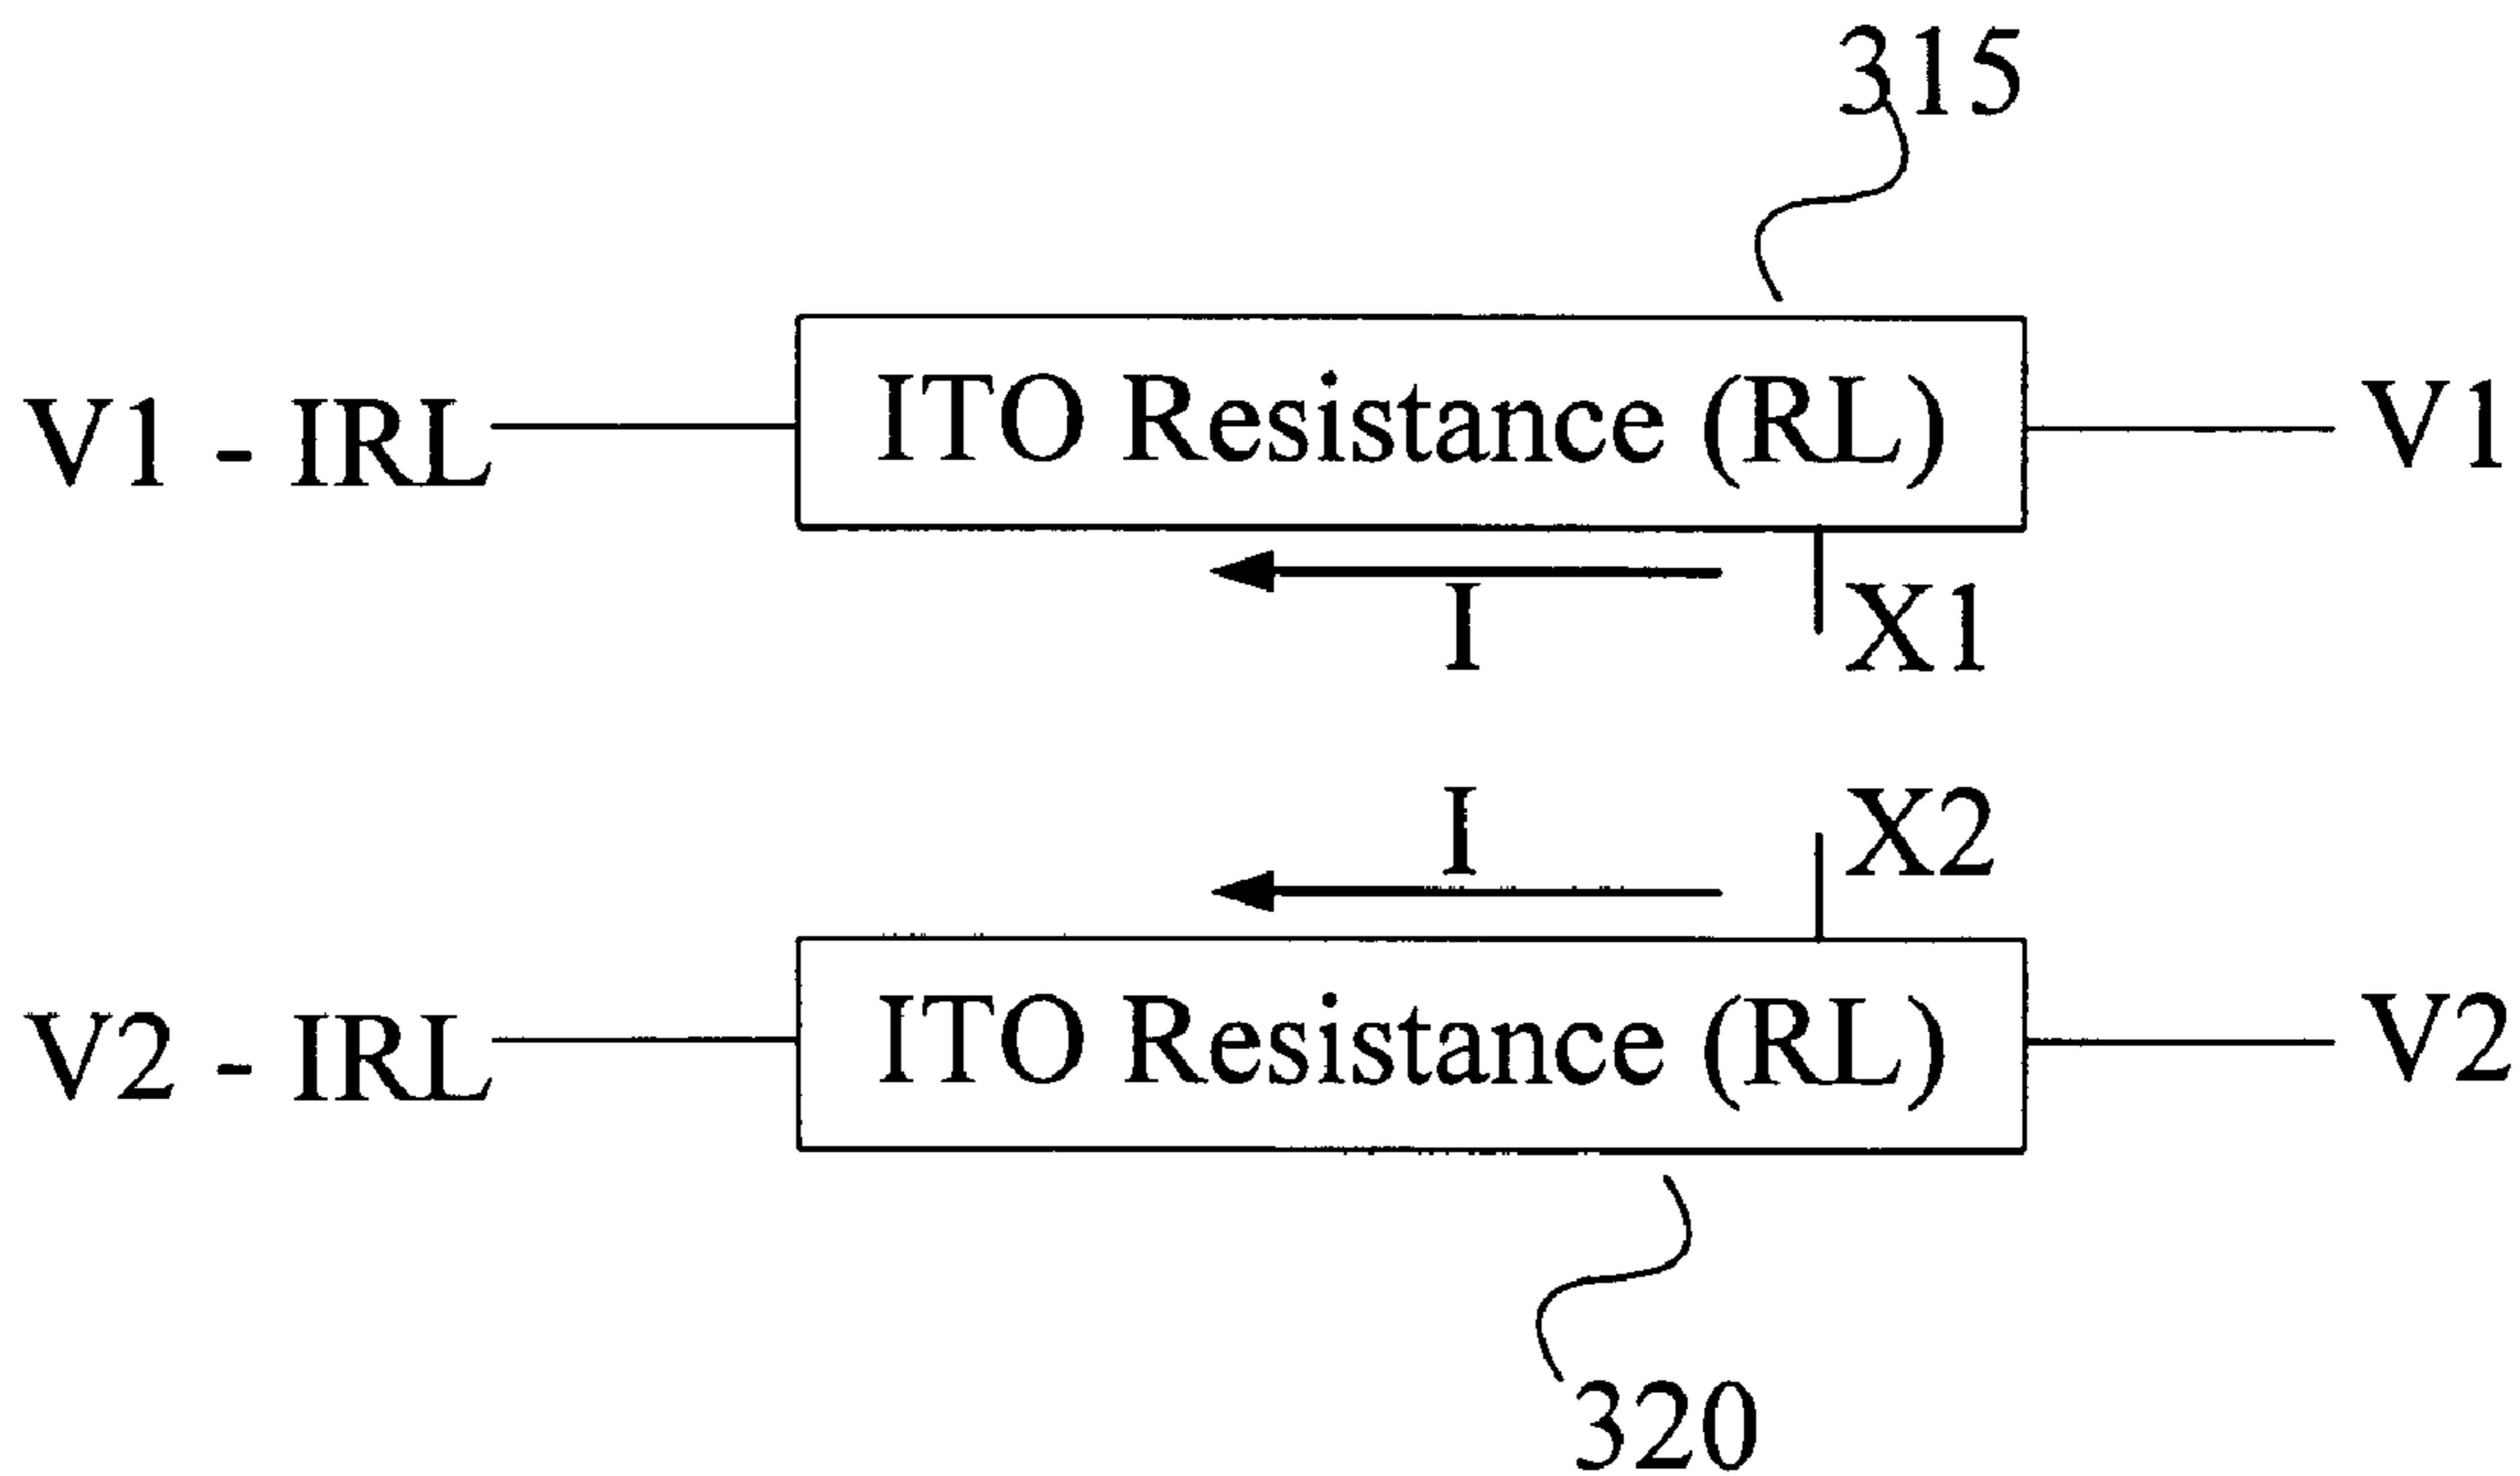 315
V1 - IRL
ITO Resistance (RL)
V1
I
X1
I
X2
V2 - IRL
ITO Resistance (RL)
V2
320